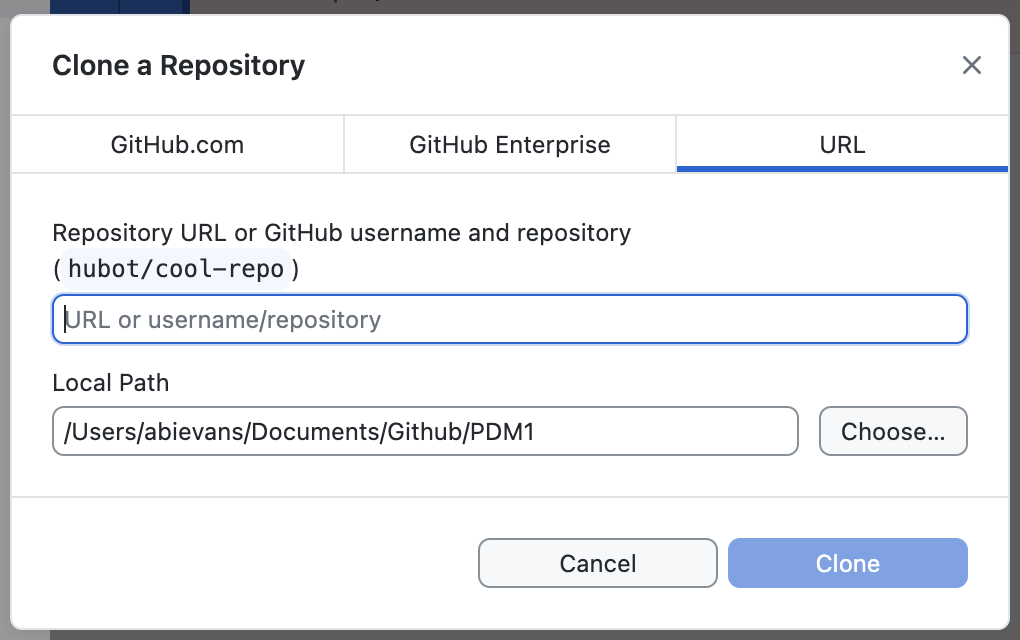 Clone a Repository
GitHub.com
GitHub Enterprise
URL
Repository URL or GitHub username and repository
(hubot/cool-repo)
URL or username/repository
Local Path
/Users/abievans/Documents/Github/PDM1
Choose...
Cancel
Clone